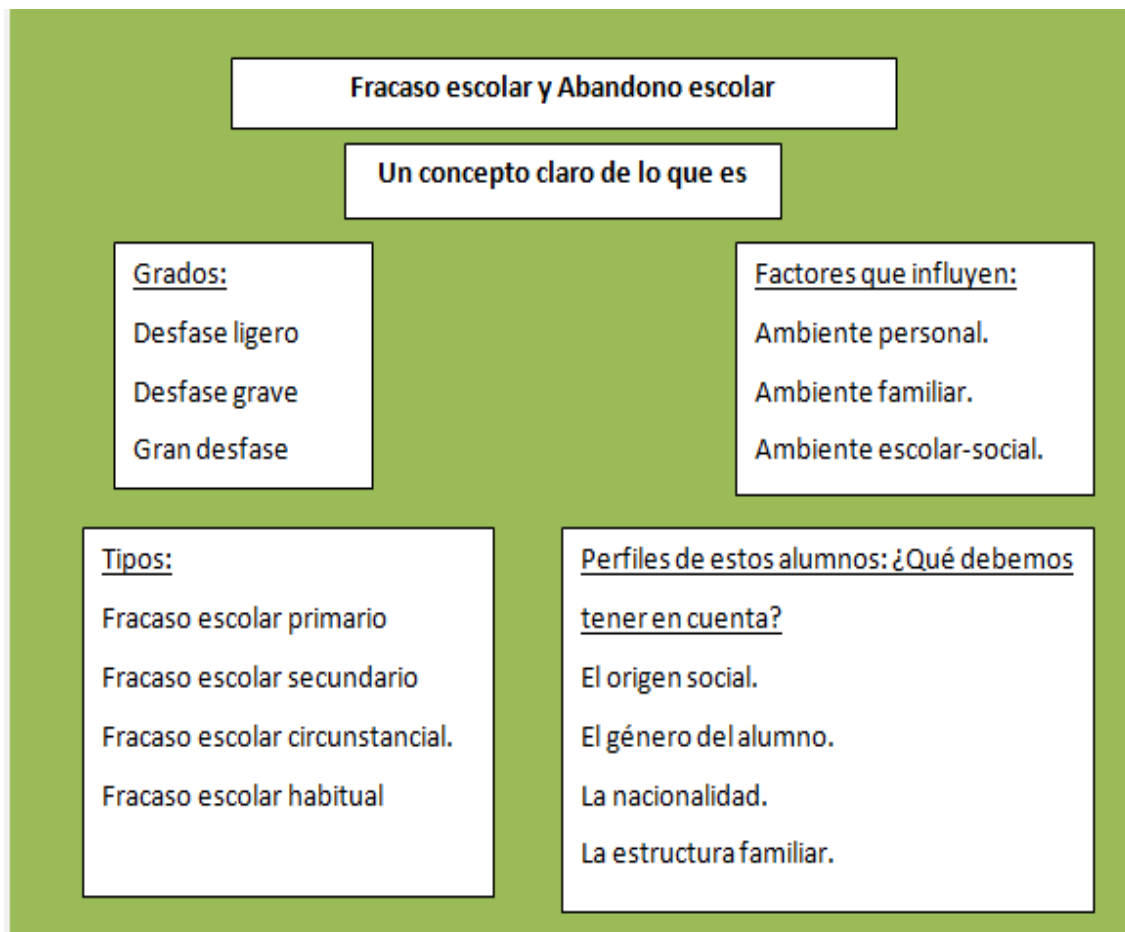 Fracaso escolar y Abandono escolar
Un concepto claro de lo que es
Grados:
Desfase ligero
Desfase grave
Gran desfase
Factores que influyen:
Ambiente personal.
Ambiente familiar.
Ambiente escolar-social.
Tipos:
Fracaso escolar primario
Fracaso escolar secundario
Fracaso escolar circunstancial.
Fracaso escolar habitual
Perfiles de estos alumnos: ¿Qué debemos
tener en cuenta?
El origen social.
El género del alumno.
La nacionalidad.
La estructura familiar.